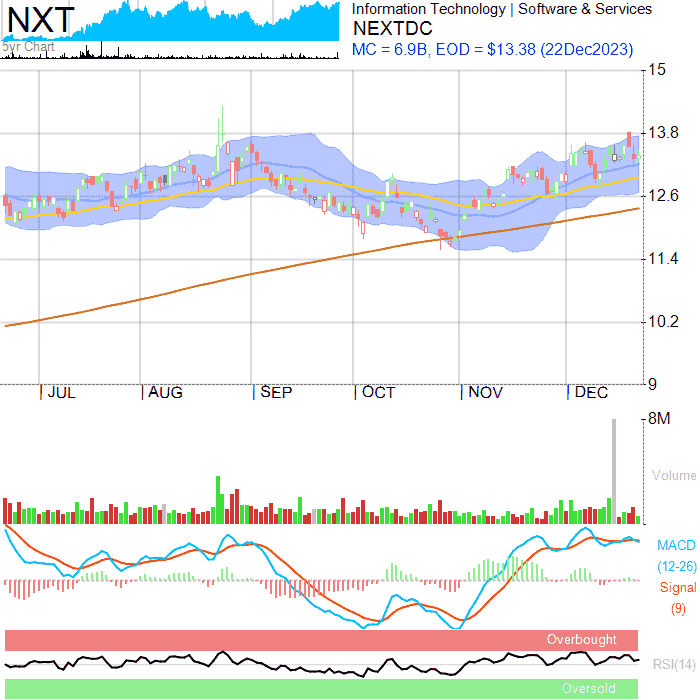 NXT
5yr Chart
Information Technology | Software & Services
NEXTDC
MC = 6.9B, EOD = $13.38 (22Dec2023)
15
13.8
12.6
11.4
10.2
9
JUL
AUG
SEP
OCT
NOV
DEC
8M
Volume
MACD
(12-26)
Signal
(9)
Overbought
RSI(14)
Oversold